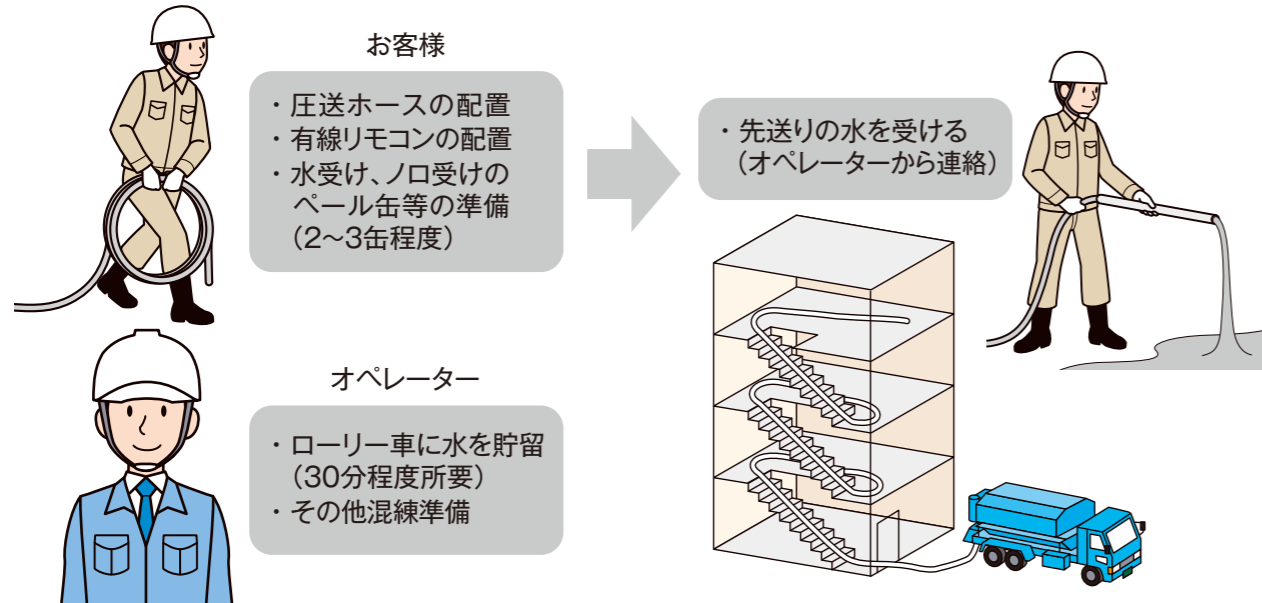 お客様
・圧送ホースの配置
・有線リモコンの配置
・水受け、ノロ受けの
ペール缶等の準備
（2〜3缶程度）
・先送りの水を受ける
（オペレーターから連絡）
オペレーター
・ローリー車に水を貯留
（30分程度所要）
・その他混練準備